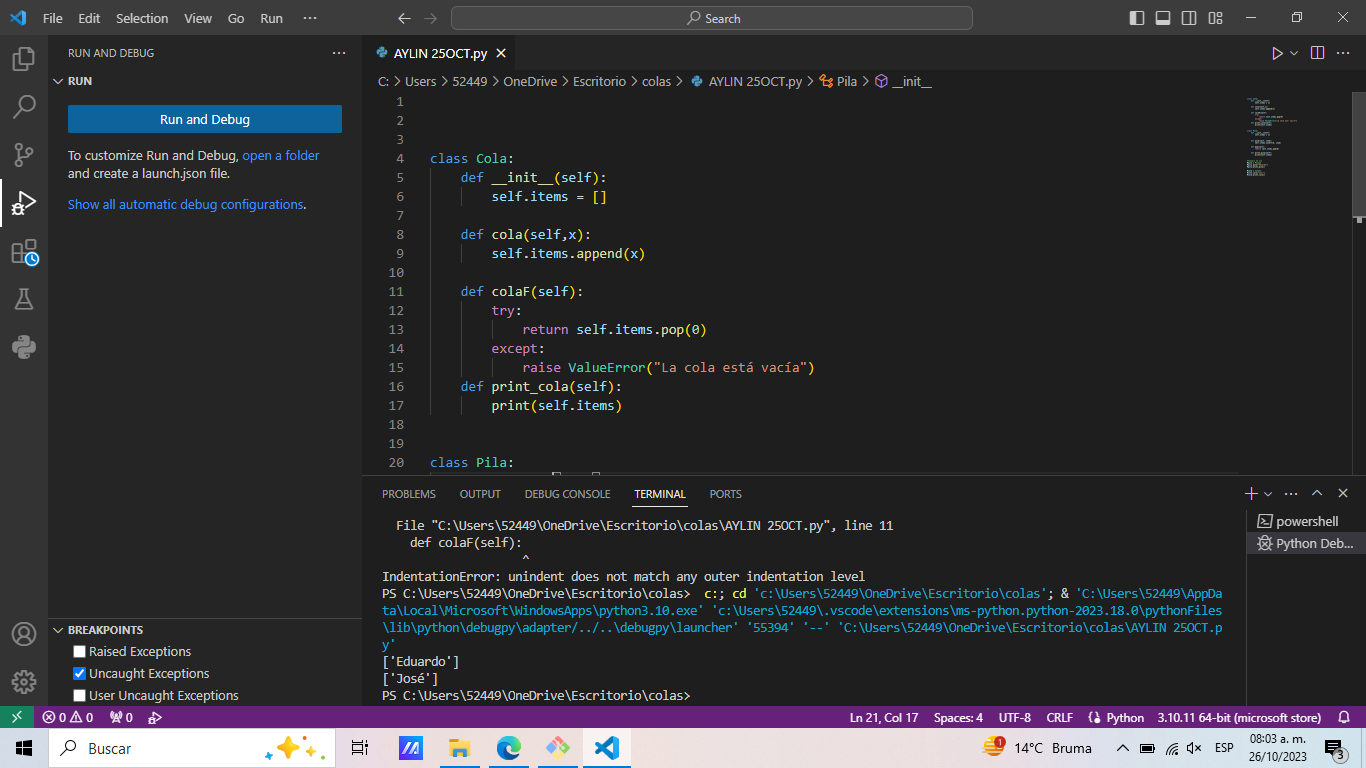 File Edit Selection View Go Run ··· Search
RUN AND DEBUG ···
RUN
Run and Debug
To customize Run and Debug, open a folder
and create a launch.json file.
Show all automatic debug configurations.
BREAKPOINTS
Raised Exceptions
Uncaught Exceptions
User Uncaught Exceptions
AYLIN 25OCT.py
C: > Users > 52449 > OneDrive > Escritorio > colas > AYLIN 25OCT.py > Pila > __init__
1
2
3
4 class Cola:
5 def __init__(self):
6 self.items = []
7
8 def cola(self,x):
9 self.items.append(x)
10
11 def colaF(self):
12 try:
13 return self.items.pop(0)
14 except:
15 raise ValueError("La cola está vacía")
16 def print_cola(self):
17 print(self.items)
18
19
20 class Pila:
PROBLEMS OUTPUT DEBUG CONSOLE TERMINAL PORTS
File "C:\Users\52449\OneDrive\Escritorio\colas\AYLIN 25OCT.py", line 11
def colaF(self):
^
IndentationError: unindent does not match any outer indentation level
PS C:\Users\52449\OneDrive\Escritorio\colas> c:; cd 'c:\Users\52449\OneDrive\Escritorio\colas'; & 'C:\Users\52449\AppDa
ta\Local\Microsoft\WindowsApps\python3.10.exe' 'c:\Users\52449\.vscode\extensions\ms-python.python-2023.18.0\pythonFiles
\lib\python\debugpy\adapter/../..\debugpy\launcher' '55394' '--' 'C:\Users\52449\OneDrive\Escritorio\colas\AYLIN 25OCT.p
y'
['Eduardo']
['José']
PS C:\Users\52449\OneDrive\Escritorio\colas>
powershell
Python Deb...
0 0 0 Ln 21, Col 17 Spaces: 4 UTF-8 CRLF Python 3.10.11 64-bit (microsoft store)
Buscar 1 14°C Bruma ESP 08:03 a. m.
26/10/2023 3